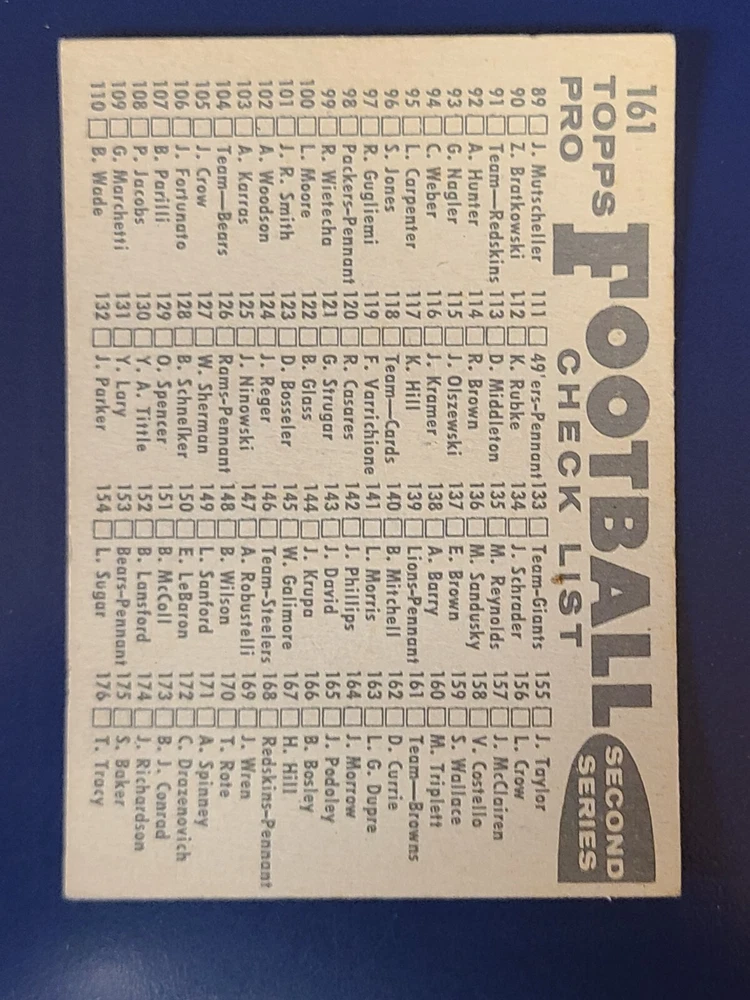 161
TOPPS PRO FOOTBALL SECOND SERIES
CHECK LIST
89 J. Mutscheller
90 Z. Bratkowski
91 Team—Redskins
92 A. Hunter
93 G. Nagler
94 C. Weber
95 L. Carpenter
96 S. Jones
97 R. Gugliemi
98 Packers-Pennant
99 R. Wietecha
100 L. Moore
101 J. R. Smith
102 A. Woodson
103 A. Karras
104 Team—Bears
105 J. Crow
106 J. Fortunato
107 B. Parilli
108 P. Jacobs
109 G. Marchetti
110 B. Wade
111 49'ers-Pennant
112 K. Rubke
113 D. Middleton
114 R. Brown
115 J. Olszewski
116 J. Kramer
117 K. Hill
118 Team—Cards
119 F. Varrichione
120 R. Casares
121 G. Strugar
122 B. Glass
123 D. Bosseler
124 J. Reger
125 J. Ninowski
126 Rams-Pennant
127 W. Sherman
128 B. Schnelker
129 O. Spencer
130 Y. A. Tittle
131 Y. Lary
132 J. Parker
133 Team-Giants
134 J. Schrader
135 M. Reynolds
136 M. Sandusky
137 E. Brown
138 A. Barry
139 Lions-Pennant
140 B. Mitchell
141 L. Morris
142 J. Phillips
143 J. David
144 J. Krupa
145 W. Galimore
146 Team-Steelers
147 A. Robustelli
148 B. Wilson
149 L. Sanford
150 E. LeBaron
151 B. McColl
152 B. Lansford
153 Bears-Pennant
154 L. Sugar
155 J. Taylor
156 L. Crow
157 J. McClairen
158 V. Costello
159 S. Wallace
160 M. Triplett
161 Team—Browns
162 D. Currie
163 L. G. Dupre
164 J. Morrow
165 J. Podoley
166 B. Bosley
167 H. Hill
168 Redskins-Pennant
169 J. Wren
170 T. Rote
171 A. Spinney
172 C. Drazenovich
173 B. J. Conrad
174 J. Richardson
175 S. Baker
176 T. Tracy